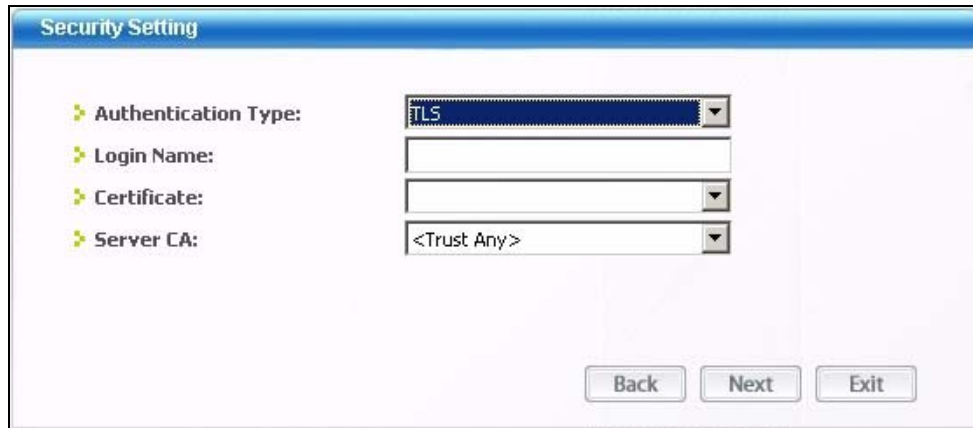 Security Setting
Authentication Type: TLS
Login Name:
Certificate:
Server CA: <Trust Any>
Back Next Exit